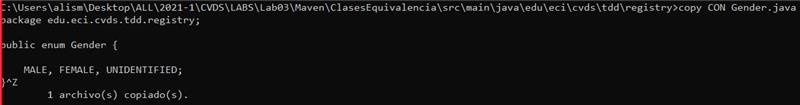 C:\Users\alism\Desktop\ALL\2021-1\CVDS\LABS\Lab03\Maven\ClasesEquivalencia\src\main\java\edu\eci\cvds\tdd\registry>copy CON Gender.java
package edu.eci.cvds.tdd.registry;
public enum Gender {
MALE, FEMALE, UNIDENTIFIED;
}^Z
1 archivo(s) copiado(s).